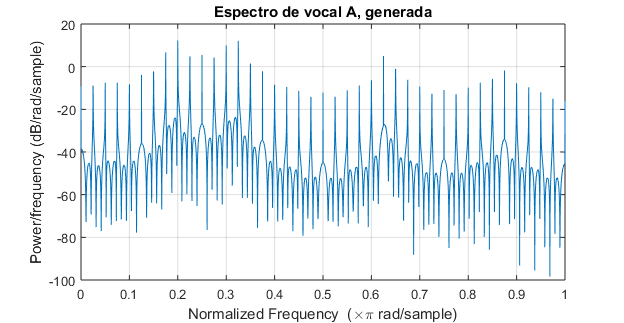 Espectro de vocal A, generada
Power/frequency (dB/rad/sample)
20
0
-20
-40
-60
-80
-100
0 0.1 0.2 0.3 0.4 0.5 0.6 0.7 0.8 0.9 1
Normalized Frequency (×π rad/sample)